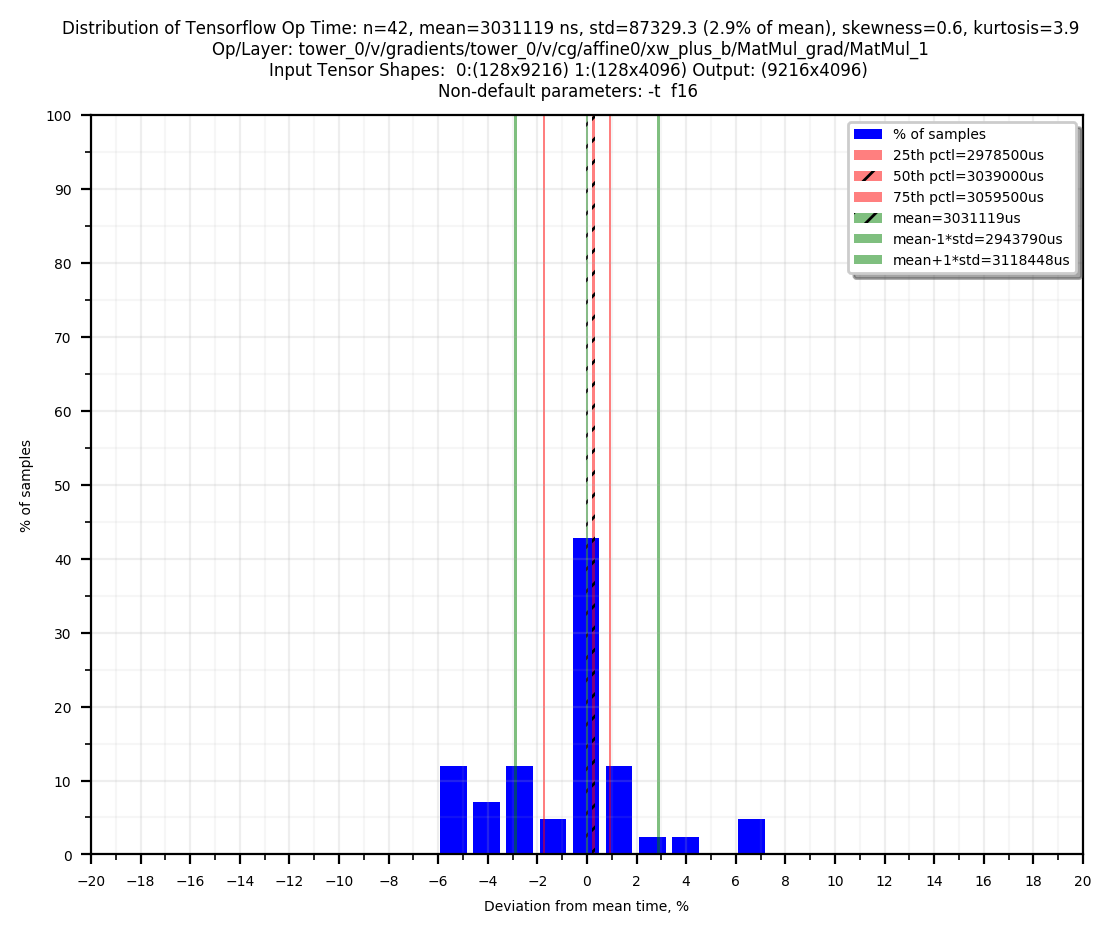 Distribution of Tensorflow Op Time: n=42, mean=3031119 ns, std=87329.3 (2.9% of mean), skewness=0.6, kurtosis=3.9
Op/Layer: tower_0/v/gradients/tower_0/v/cg/affine0/xw_plus_b/MatMul_grad/MatMul_1
Input Tensor Shapes:  0:(128x9216) 1:(128x4096) Output: (9216x4096)
Non-default parameters: -t  f16
% of samples
25th pctl=2978500us
50th pctl=3039000us
75th pctl=3059500us
mean=3031119us
mean-1*std=2943790us
mean+1*std=3118448us
100
90
80
70
60
50
40
30
20
10
0
% of samples
−20 −18 −16 −14 −12 −10 −8 −6 −4 −2 0 2 4 6 8 10 12 14 16 18 20
Deviation from mean time, %